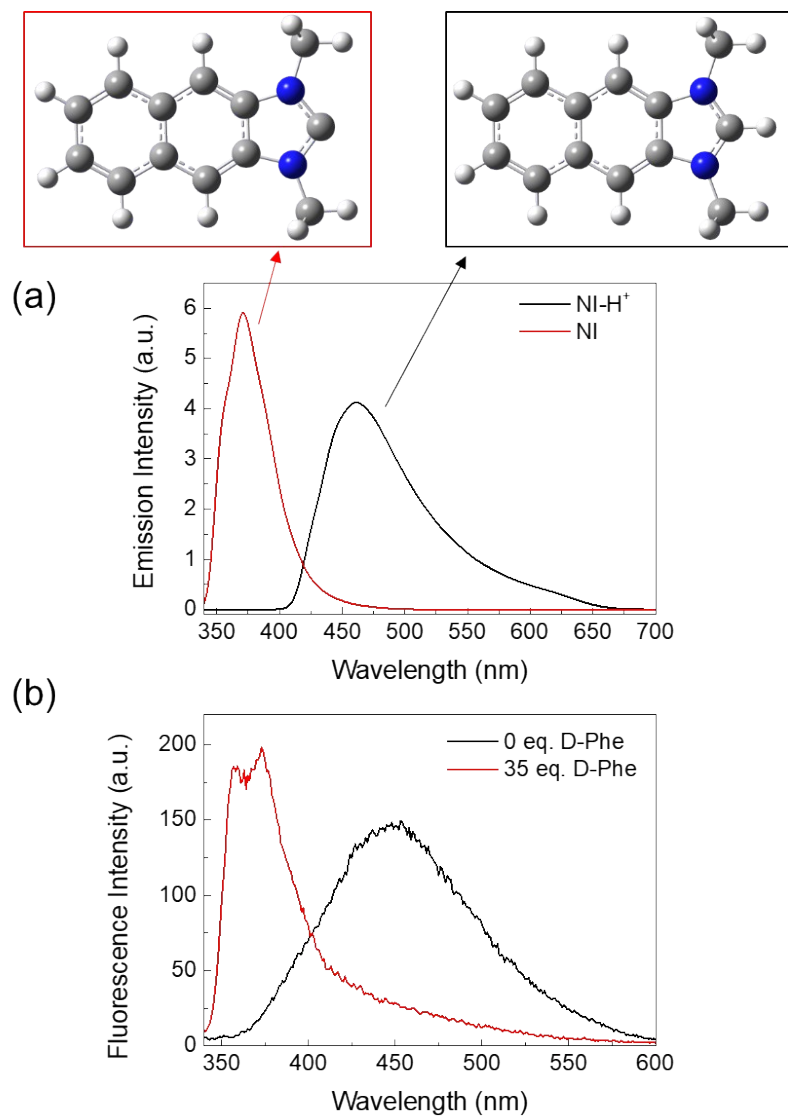 (a)
NI-H⁺
NI
Emission Intensity (a.u.)
6
5
4
3
2
1
0
350 400 450 500 550 600 650 700
Wavelength (nm)
(b)
0 eq. D-Phe
35 eq. D-Phe
Fluorescence Intensity (a.u.)
200
150
100
50
0
350 400 450 500 550 600
Wavelength (nm)